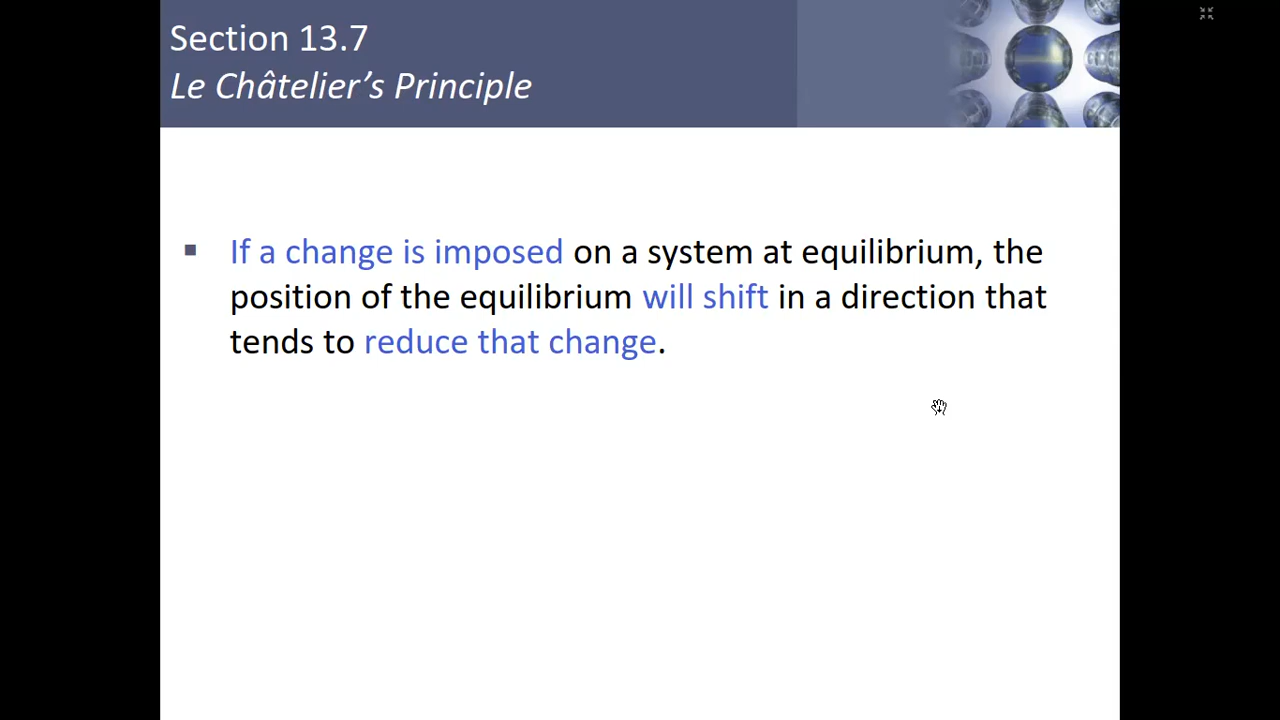 Section 13.7
Le Châtelier’s Principle
▪ If a change is imposed on a system at equilibrium, the
position of the equilibrium will shift in a direction that
tends to reduce that change.